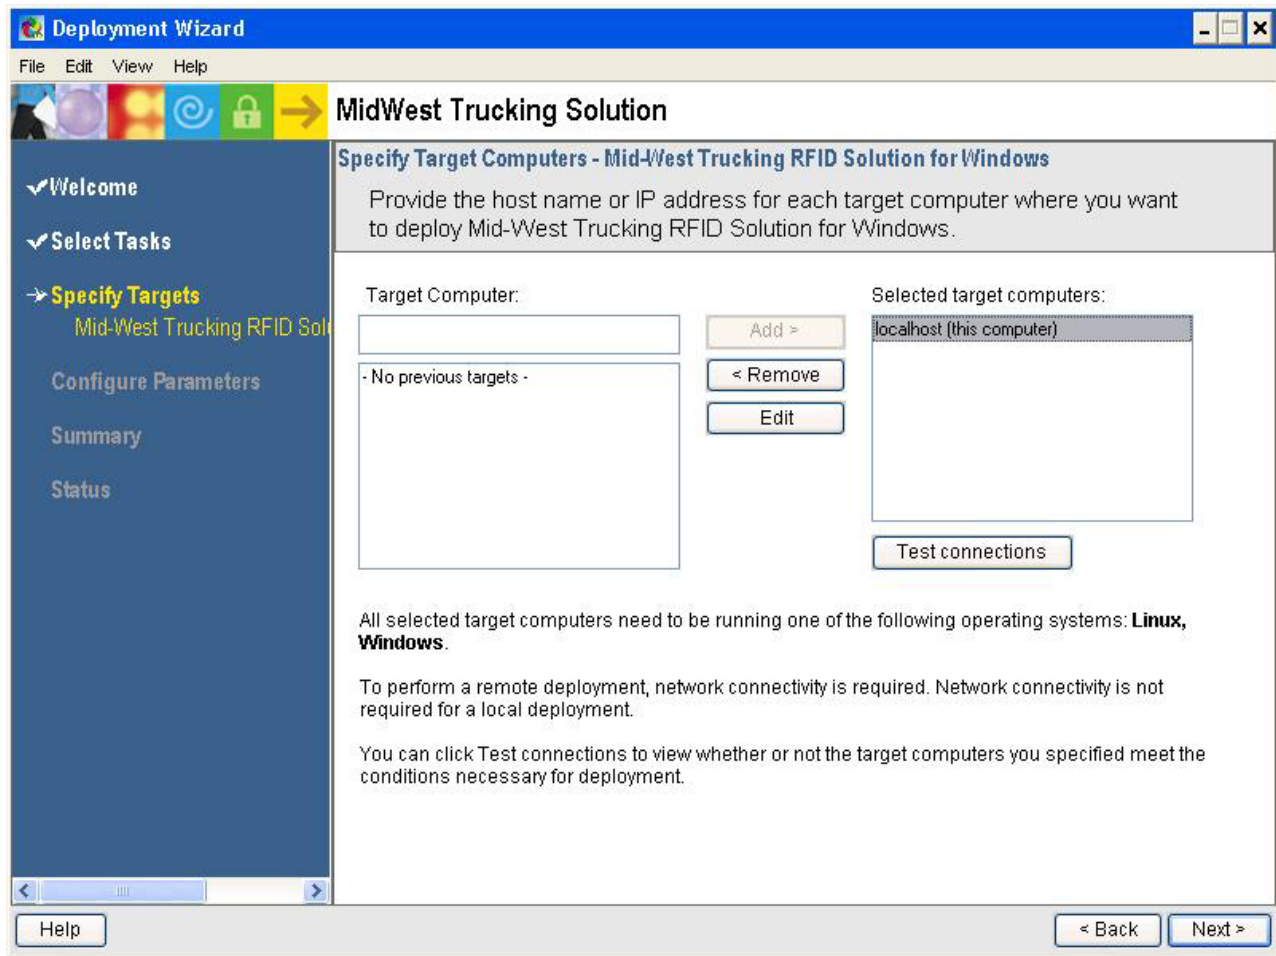 Deployment Wizard
File Edit View Help
MidWest Trucking Solution
Specify Target Computers - Mid-West Trucking RFID Solution for Windows
Provide the host name or IP address for each target computer where you want
to deploy Mid-West Trucking RFID Solution for Windows.
Welcome
Select Tasks
Specify Targets
Mid-West Trucking RFID Solu
Configure Parameters
Summary
Status
Target Computer:
- No previous targets -
Add >
< Remove
Edit
Selected target computers:
localhost (this computer)
Test connections
All selected target computers need to be running one of the following operating systems: Linux,
Windows.
To perform a remote deployment, network connectivity is required. Network connectivity is not
required for a local deployment.
You can click Test connections to view whether or not the target computers you specified meet the
conditions necessary for deployment.
Help
< Back
Next >